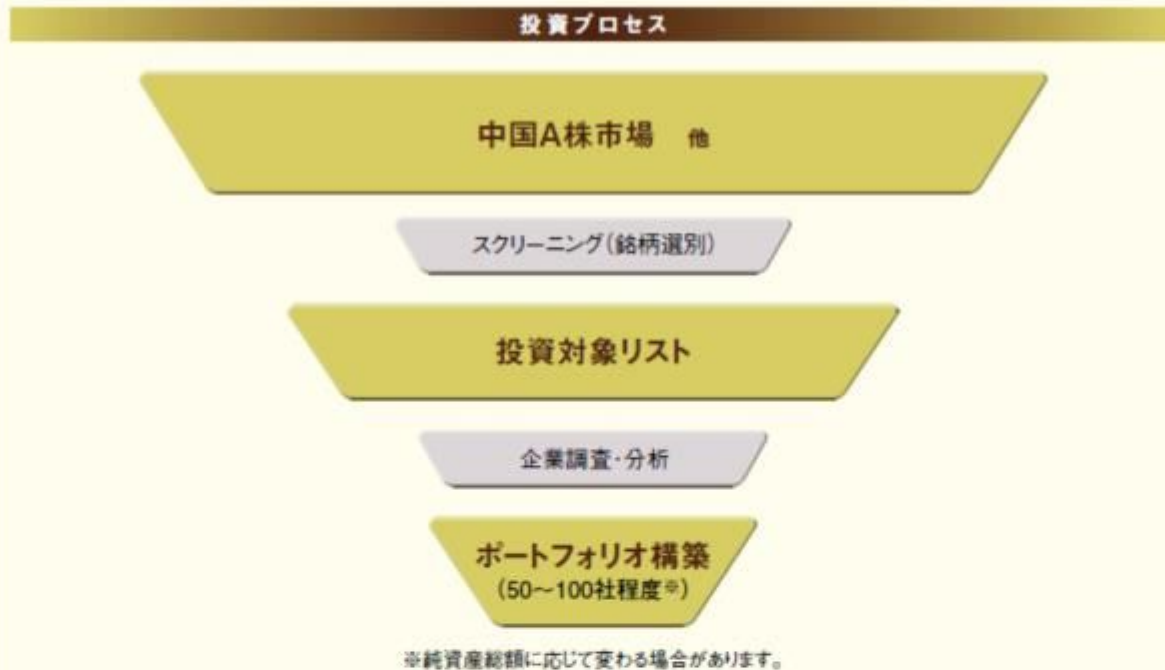 投資プロセス
中国A株市場 他
スクリーニング(銘柄選別)
投資対象リスト
企業調査・分析
ポートフォリオ構築
(50〜100社程度※)
※純資産総額に応じて変わる場合があります。